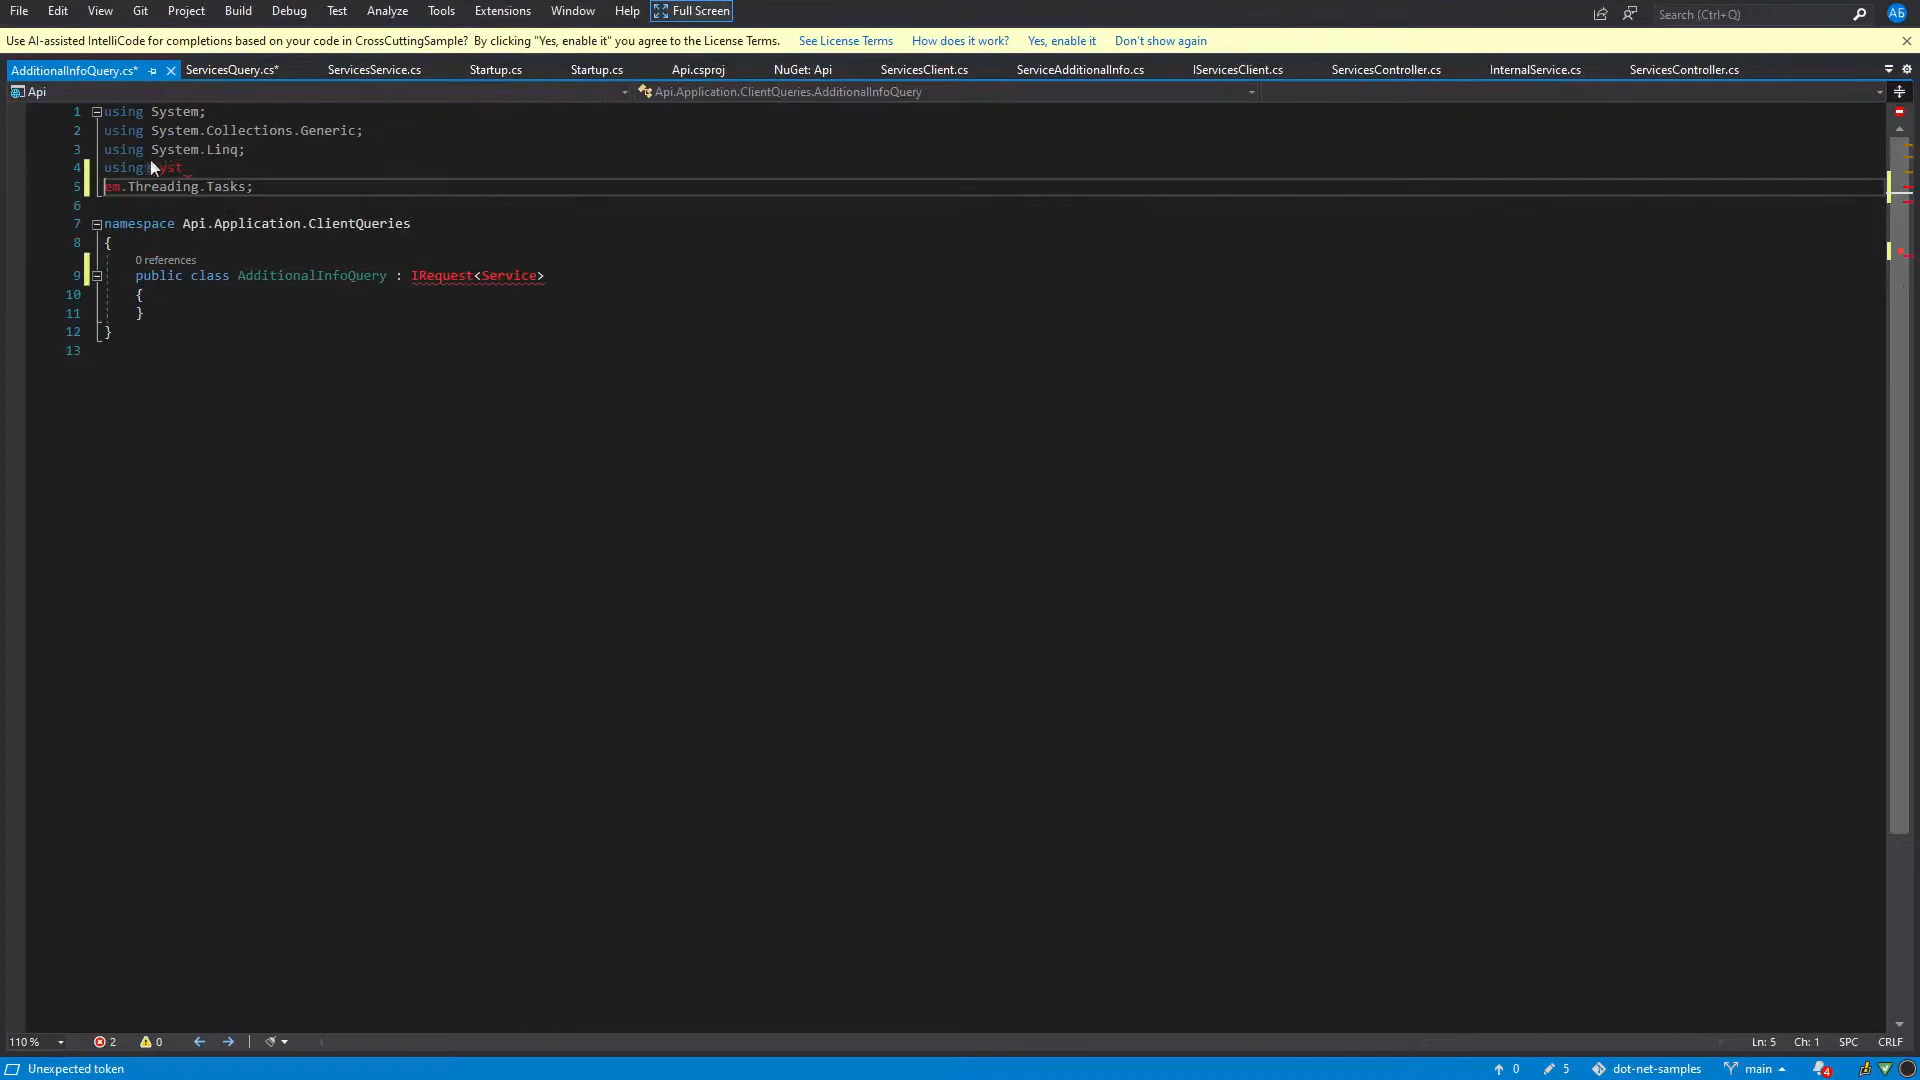 File Edit View Git Project Build Debug Test Analyze Tools Extensions Window Help Full Screen Search (Ctrl+Q) АБ
Use AI-assisted IntelliCode for completions based on your code in CrossCuttingSample? By clicking "Yes, enable it" you agree to the License Terms. See License Terms How does it work? Yes, enable it Don't show again
AdditionalInfoQuery.cs* ServicesQuery.cs* ServicesService.cs Startup.cs Startup.cs Api.csproj NuGet: Api ServicesClient.cs ServiceAdditionalInfo.cs IServicesClient.cs ServicesController.cs InternalService.cs ServicesController.cs
Api Api.Application.ClientQueries.AdditionalInfoQuery
1 using System;
2 using System.Collections.Generic;
3 using System.Linq;
4 using yst
5 em.Threading.Tasks;
6
7 namespace Api.Application.ClientQueries
8 {
0 references
9 public class AdditionalInfoQuery : IRequest<Service>
10 {
11 }
12 }
13
110 % 2 0 Ln: 5 Ch: 1 SPC CRLF
Unexpected token 0 5 dot-net-samples main 4